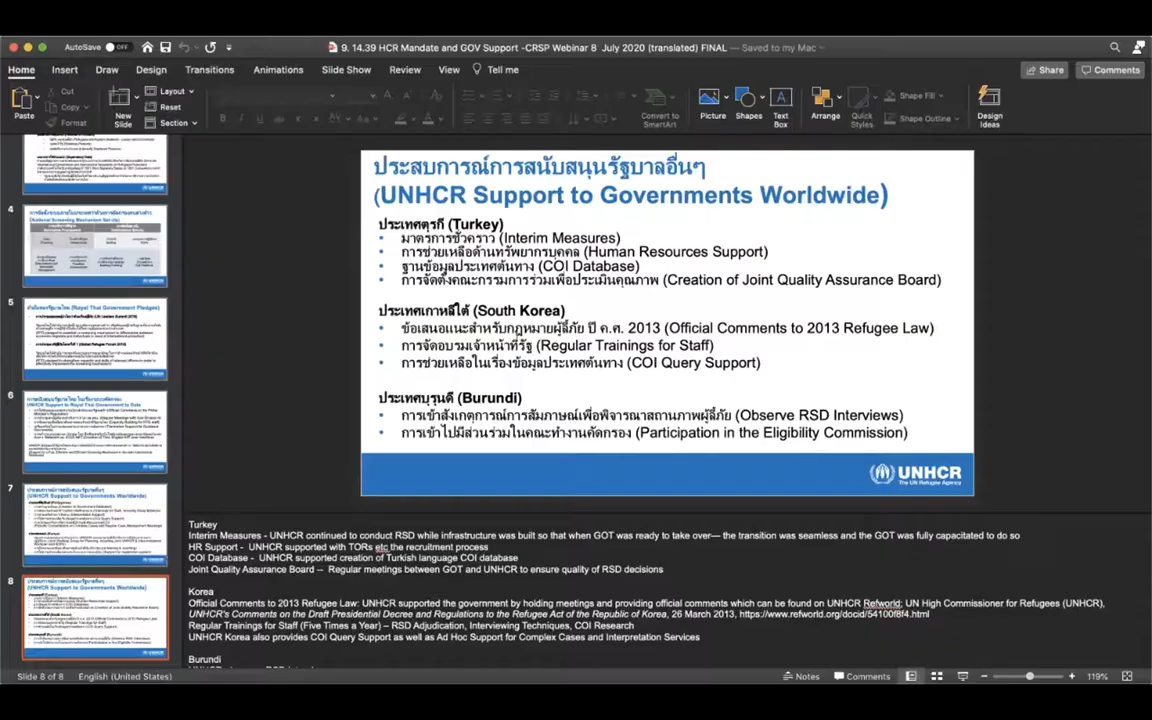 AutoSave OFF
9. 14.39 HCR Mandate and GOV Support -CRSP Webinar 8 July 2020 (translated) FINAL — Saved to my Mac
Home Insert Draw Design Transitions Animations Slide Show Review View Tell me
Share Comments
Paste
Cut
Copy
Format
New Slide
Layout
Reset
Section
Convert to SmartArt
Picture
Shapes
Text Box
Arrange
Quick Styles
Shape Fill
Shape Outline
Design Ideas
4
5
6
7
8
ประสบการณ์การสนับสนุนรัฐบาลอื่นๆ
(UNHCR Support to Governments Worldwide)
ประเทศตุรกี (Turkey)
• มาตรการชั่วคราว (Interim Measures)
• การช่วยเหลือด้านทรัพยากรบุคคล (Human Resources Support)
• ฐานข้อมูลประเทศต้นทาง (COI Database)
• การจัดตั้งคณะกรรมการร่วมเพื่อประเมินคุณภาพ (Creation of Joint Quality Assurance Board)
ประเทศเกาหลีใต้ (South Korea)
• ข้อเสนอแนะสำหรับกฎหมายผู้ลี้ภัย ปี ค.ศ. 2013 (Official Comments to 2013 Refugee Law)
• การจัดอบรมเจ้าหน้าที่รัฐ (Regular Trainings for Staff)
• การช่วยเหลือในเรื่องข้อมูลประเทศต้นทาง (COI Query Support)
ประเทศบุรุนดี (Burundi)
• การเข้าสังเกตุการณ์การสัมภาษณ์เพื่อพิจารณาสถานภาพผู้ลี้ภัย (Observe RSD Interviews)
• การเข้าไปมีส่วนร่วมในคณะทำงานคัดกรอง (Participation in the Eligibility Commission)
UNHCR
The UN Refugee Agency
Turkey
Interim Measures - UNHCR continued to conduct RSD while infrastructure was built so that when GOT was ready to take over— the transition was seamless and the GOT was fully capacitated to do so
HR Support - UNHCR supported with TORs etc the recruitment process
COI Database - UNHCR supported creation of Turkish language COI database
Joint Quality Assurance Board -- Regular meetings between GOT and UNHCR to ensure quality of RSD decisions
Korea
Official Comments to 2013 Refugee Law: UNHCR supported the government by holding meetings and providing official comments which can be found on UNHCR Refworld; UN High Commissioner for Refugees (UNHCR),
UNHCR's Comments on the Draft Presidential Decree and Regulations to the Refugee Act of the Republic of Korea, 26 March 2013, https://www.refworld.org/docid/54100f8f4.html
Regular Trainings for Staff (Five Times a Year) – RSD Adjudication, Interviewing Techniques, COI Research
UNHCR Korea also provides COI Query Support as well as Ad Hoc Support for Complex Cases and Interpretation Services
Burundi
Slide 8 of 8 English (United States)
Notes Comments 119%